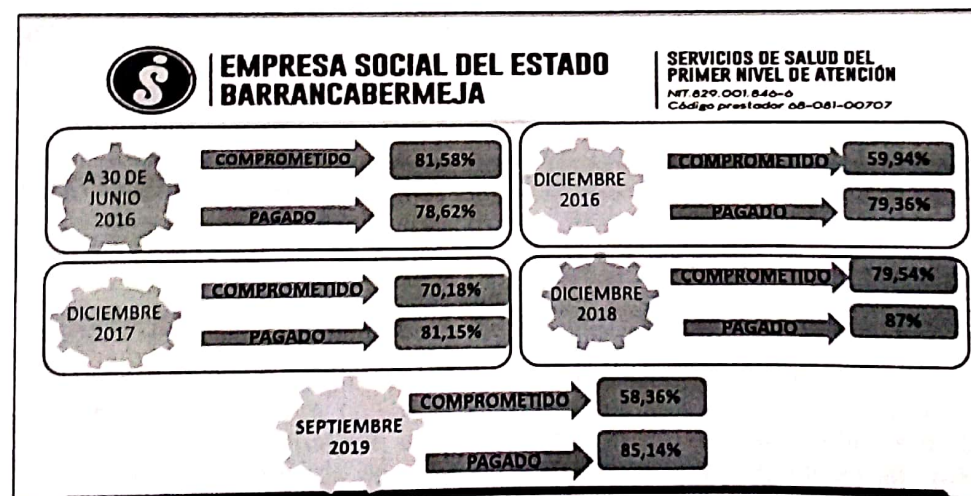 EMPRESA SOCIAL DEL ESTADO
BARRANCABERMEJA
SERVICIOS DE SALUD DEL
PRIMER NIVEL DE ATENCIÓN
NIT.829.001.846-6
Código prestador 68-081-00707
A 30 DE
JUNIO
2016
COMPROMETIDO
81,58%
PAGADO
78,62%
DICIEMBRE
2016
COMPROMETIDO
59,94%
PAGADO
79,36%
DICIEMBRE
2017
COMPROMETIDO
70,18%
PAGADO
81,15%
DICIEMBRE
2018
COMPROMETIDO
79,54%
PAGADO
87%
SEPTIEMBRE
2019
COMPROMETIDO
58,36%
PAGADO
85,14%